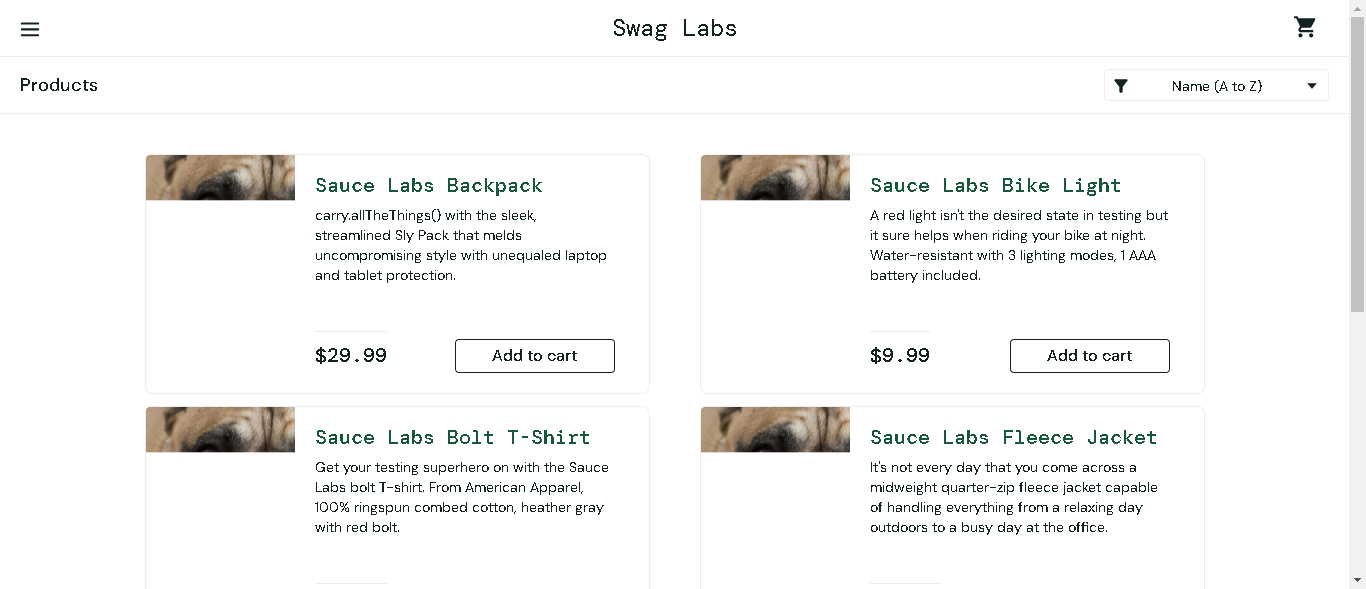 Swag Labs
Products
Name (A to Z)
Sauce Labs Backpack
carry.allTheThings() with the sleek,
streamlined Sly Pack that melds
uncompromising style with unequaled laptop
and tablet protection.
$29.99
Add to cart
Sauce Labs Bike Light
A red light isn't the desired state in testing but
it sure helps when riding your bike at night.
Water-resistant with 3 lighting modes, 1 AAA
battery included.
$9.99
Add to cart
Sauce Labs Bolt T-Shirt
Get your testing superhero on with the Sauce
Labs bolt T-shirt. From American Apparel,
100% ringspun combed cotton, heather gray
with red bolt.
Sauce Labs Fleece Jacket
It's not every day that you come across a
midweight quarter-zip fleece jacket capable
of handling everything from a relaxing day
outdoors to a busy day at the office.